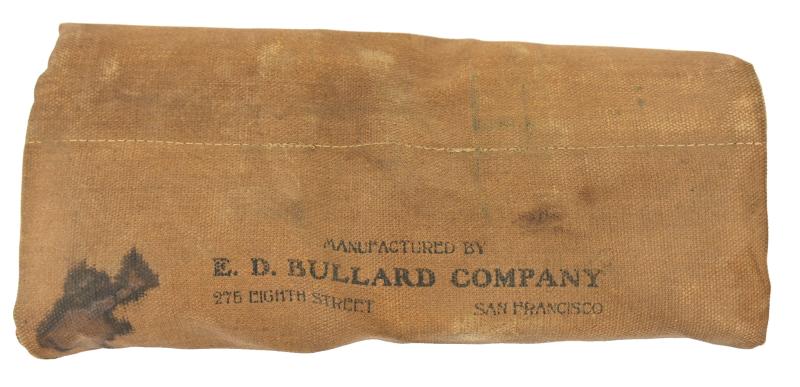 MANUFACTURED BY
E. D. BULLARD COMPANY
275 EIGHTH STREET SAN FRANCISCO